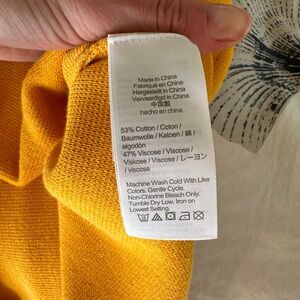 Made in China
Fabriqué en Chine
Hergestellt in China
Vervaardigd in China
中国製
hecho en china
53% Cotton / Coton /
Baumwolle / Katoen / 綿 /
algodón
47% Viscose / Viscose /
Viskose / Viscose / レーヨン
/ viscosa
Machine Wash Cold With Like
Colors. Gentle Cycle.
Non-Chlorine Bleach Only.
Tumble Dry Low. Iron on
Lowest Setting.